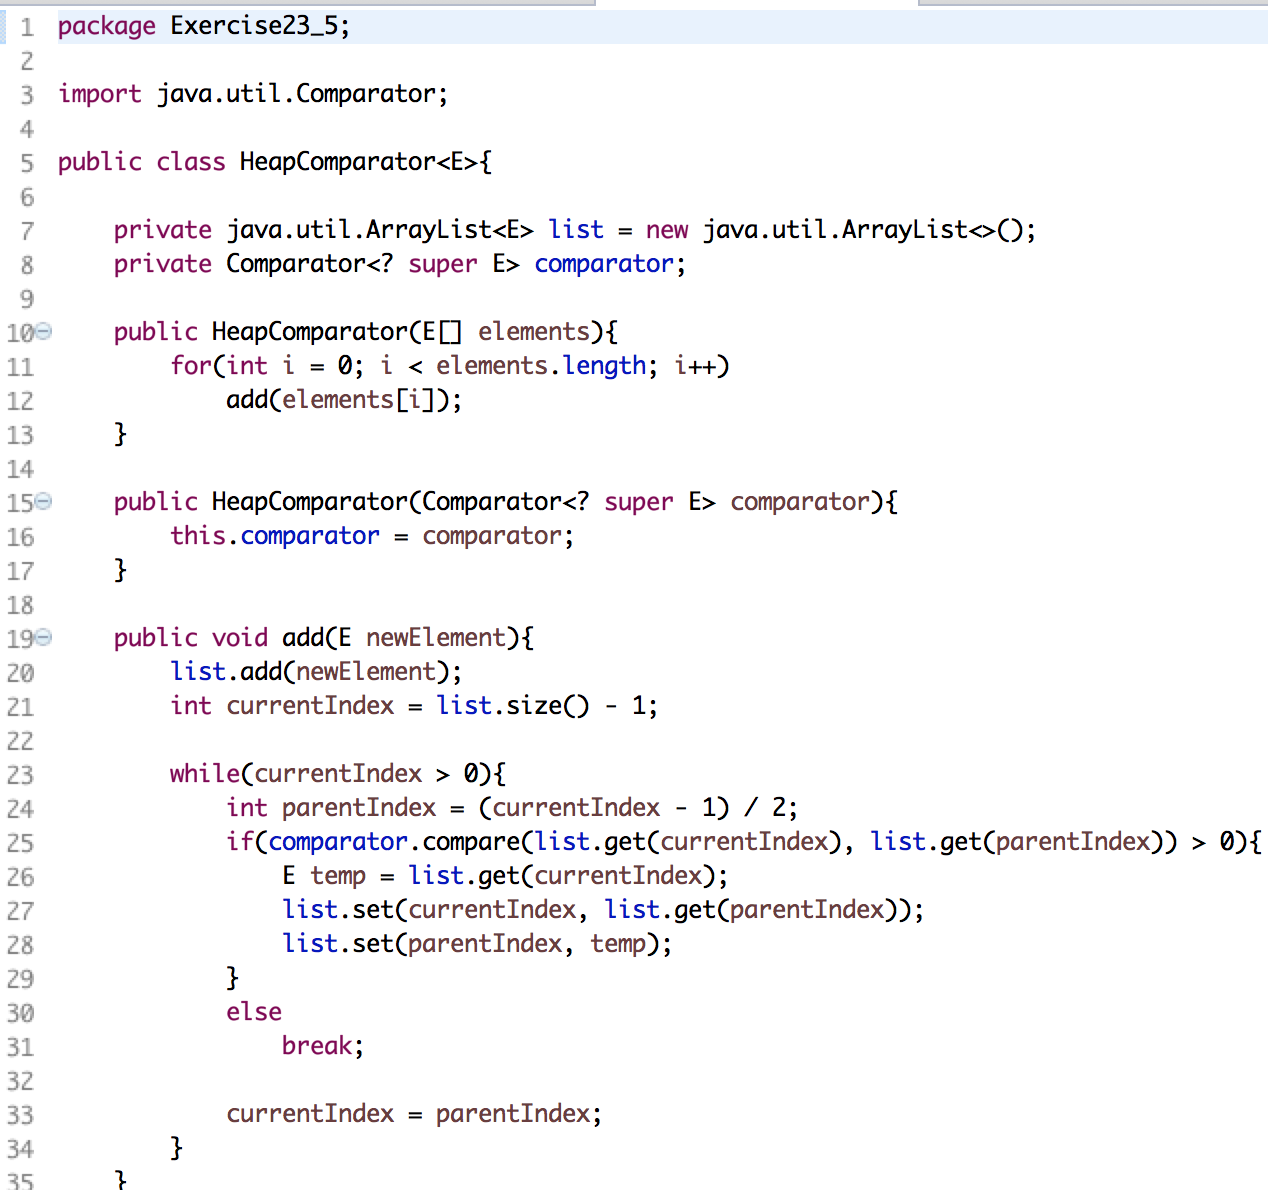 1 package Exercise23_5;
2
3 import java.util.Comparator;
4
5 public class HeapComparator<E>{
6
7     private java.util.ArrayList<E> list = new java.util.ArrayList<>();
8     private Comparator<? super E> comparator;
9
10     public HeapComparator(E[] elements){
11         for(int i = 0; i < elements.length; i++)
12             add(elements[i]);
13     }
14
15     public HeapComparator(Comparator<? super E> comparator){
16         this.comparator = comparator;
17     }
18
19     public void add(E newElement){
20         list.add(newElement);
21         int currentIndex = list.size() - 1;
22
23         while(currentIndex > 0){
24             int parentIndex = (currentIndex - 1) / 2;
25             if(comparator.compare(list.get(currentIndex), list.get(parentIndex)) > 0){
26                 E temp = list.get(currentIndex);
27                 list.set(currentIndex, list.get(parentIndex));
28                 list.set(parentIndex, temp);
29             }
30             else
31                 break;
32
33             currentIndex = parentIndex;
34         }
35     }